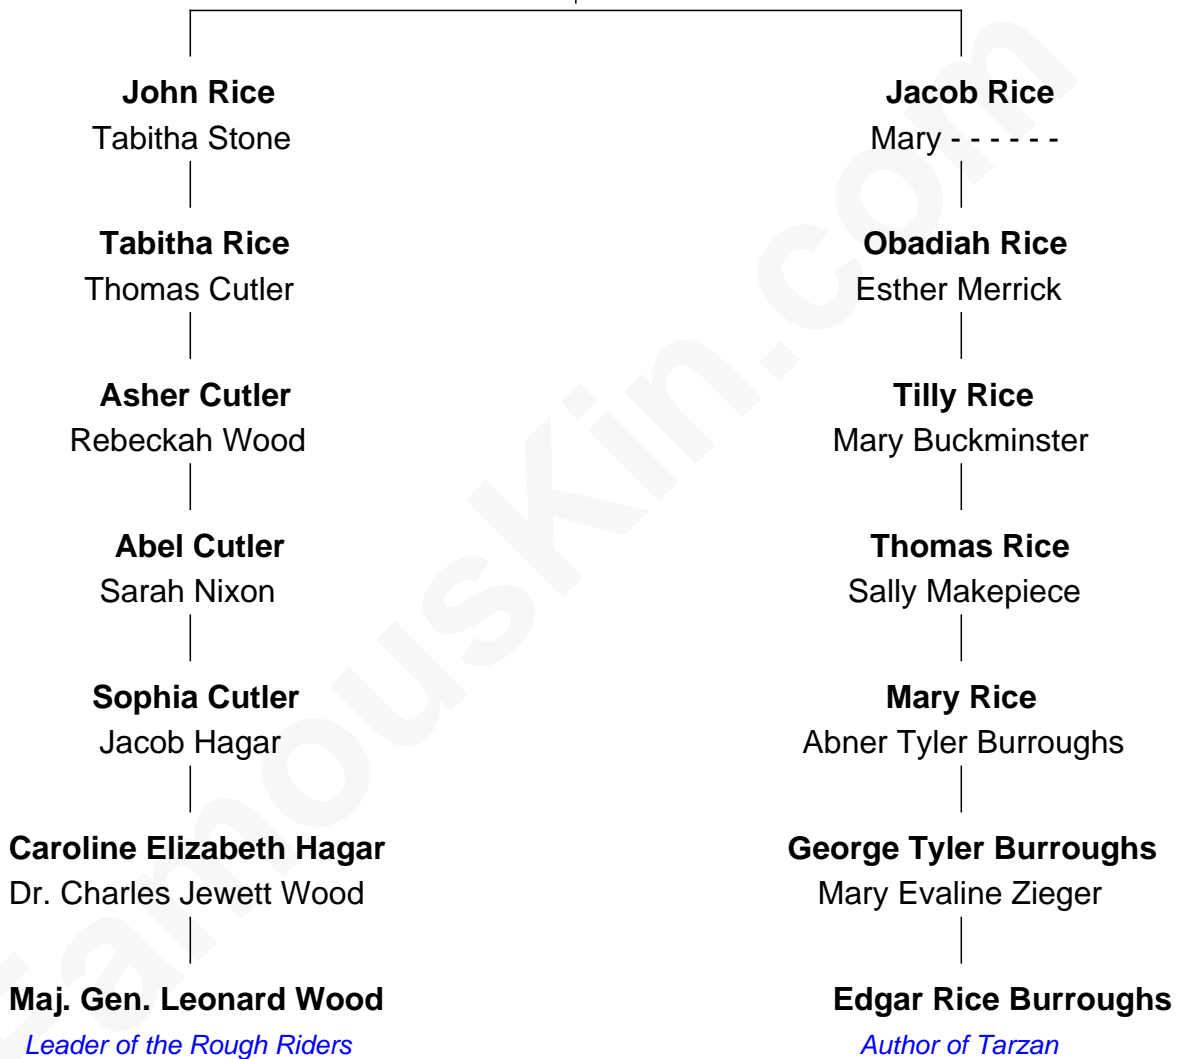 John Rice
Tabitha Stone
Jacob Rice
Mary - - - - - -
Tabitha Rice
Thomas Cutler
Obadiah Rice
Esther Merrick
Asher Cutler
Rebeckah Wood
Tilly Rice
Mary Buckminster
Abel Cutler
Sarah Nixon
Thomas Rice
Sally Makepiece
Sophia Cutler
Jacob Hagar
Mary Rice
Abner Tyler Burroughs
Caroline Elizabeth Hagar
Dr. Charles Jewett Wood
George Tyler Burroughs
Mary Evaline Zieger
Maj. Gen. Leonard Wood
Leader of the Rough Riders
Edgar Rice Burroughs
Author of Tarzan
FamousKin.com